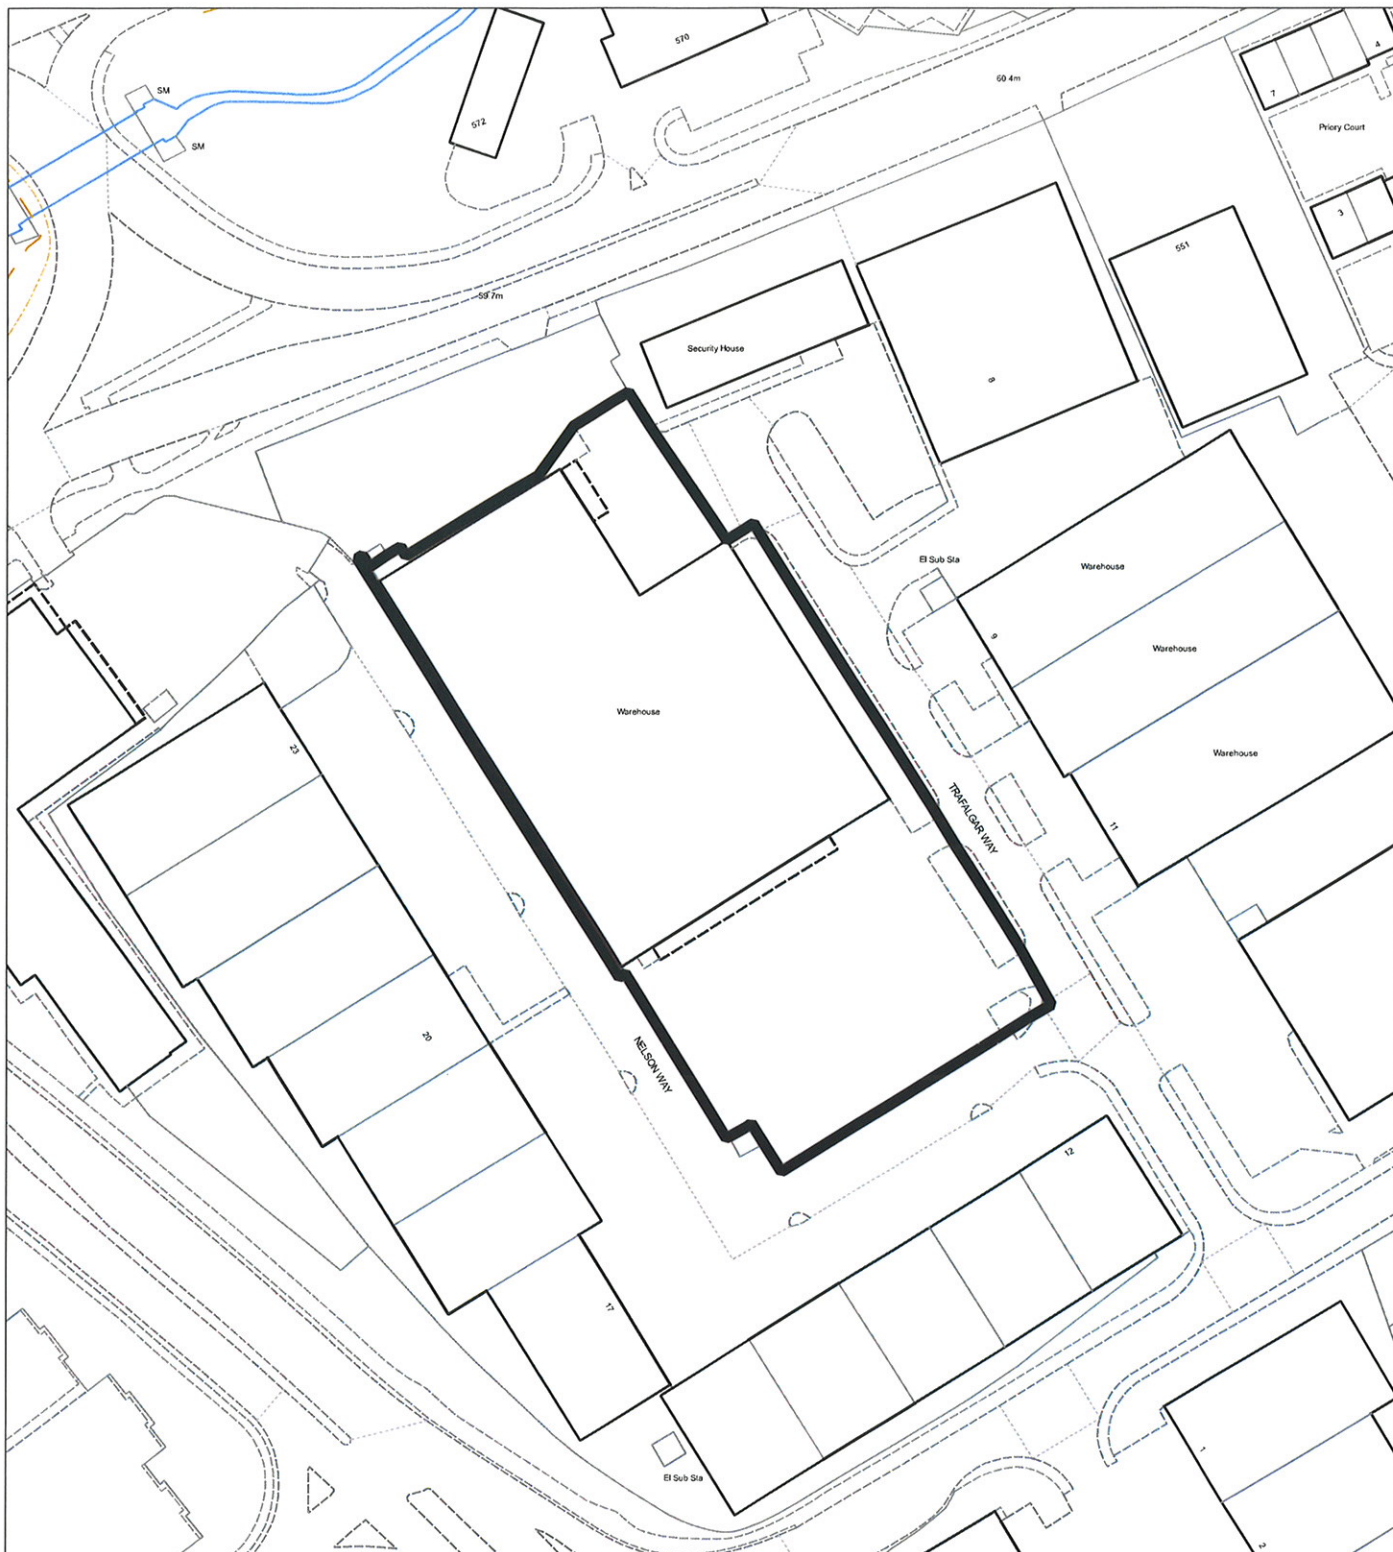 570
60.4m
7
4
SM
572
Priory Court
SM
3
551
59.7m
Security House
8
El Sub Sta
Warehouse
9
Warehouse
Warehouse
23
Warehouse
TRAFALGAR WAY
11
20
NELSON WAY
12
17
1
El Sub Sta
2